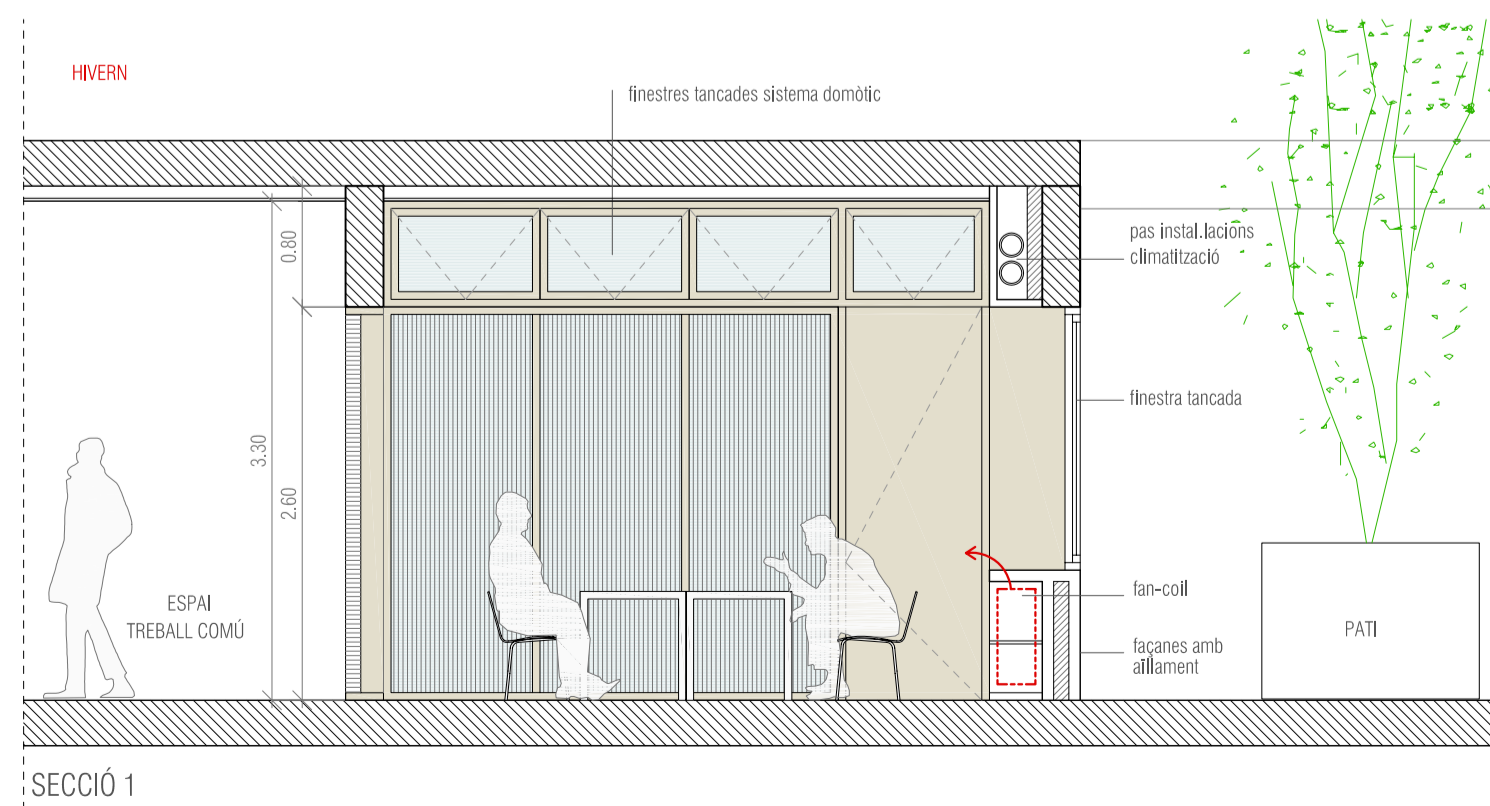 HIVERN
finestres tancades sistema domòtic
0.80
pas instal.lacions
climatització
finestra tancada
3.30
2.60
ESPAI
TREBALL COMÚ
fan-coil
PATI
façanes amb
aïllament
SECCIÓ 1